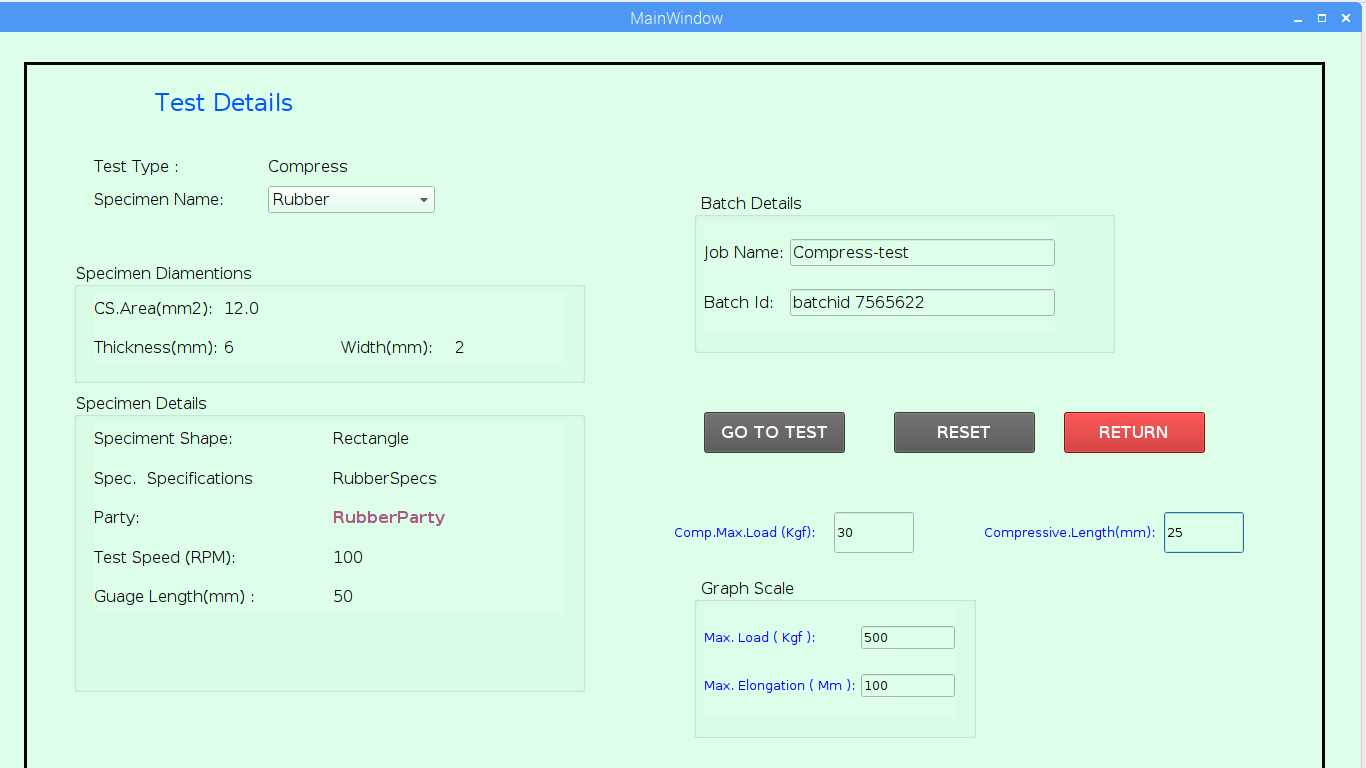 MainWindow
Test Details
Test Type : Compress
Specimen Name: Rubber
Specimen Diamentions
CS.Area(mm2): 12.0
Thickness(mm): 6 Width(mm): 2
Specimen Details
Speciment Shape: Rectangle
Spec. Specifications RubberSpecs
Party: RubberParty
Test Speed (RPM): 100
Guage Length(mm) : 50
Batch Details
Job Name: Compress-test
Batch Id: batchid 7565622
GO TO TEST RESET RETURN
Comp.Max.Load (Kgf): 30 Compressive.Length(mm): 25
Graph Scale
Max. Load ( Kgf ): 500
Max. Elongation ( Mm ): 100